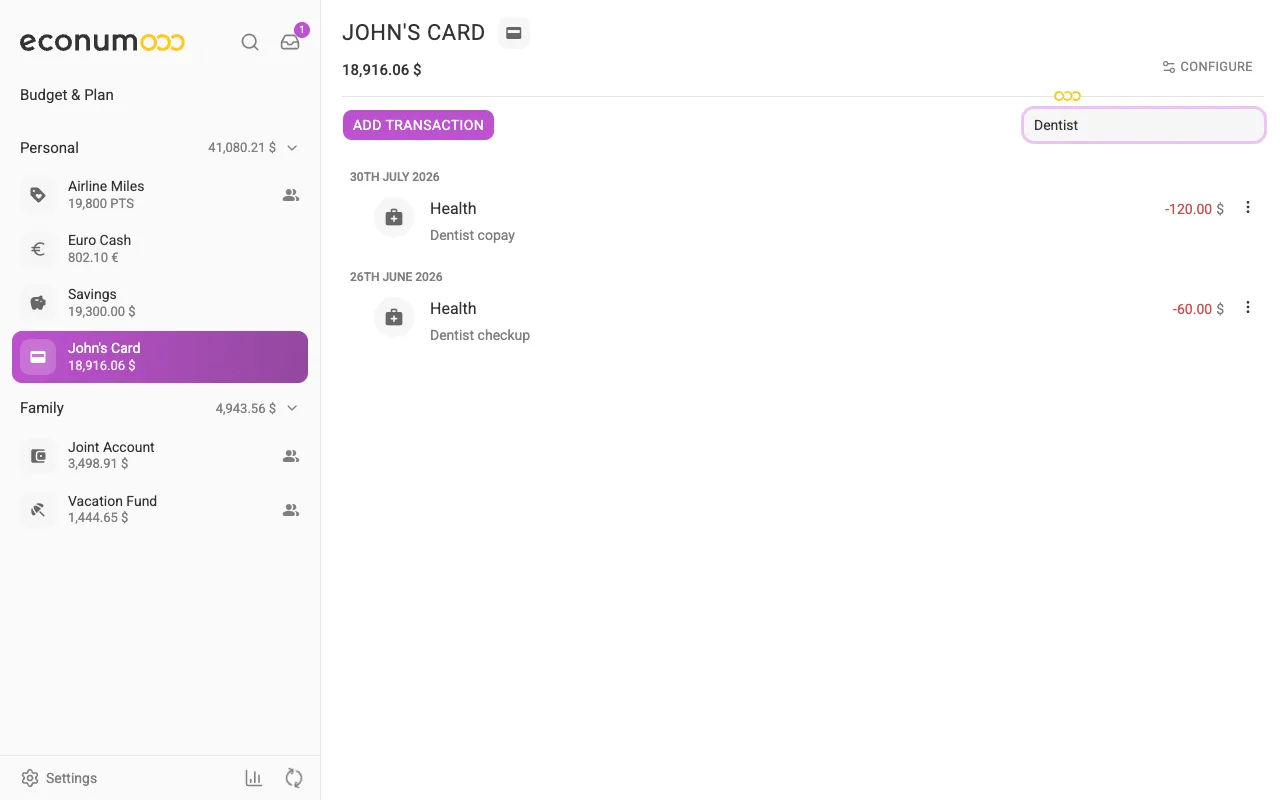 econumo
1
Budget & Plan
Personal 41,080.21 $
Airline Miles
19,800 PTS
Euro Cash
802.10 €
Savings
19,300.00 $
John's Card
18,916.06 $
Family 4,943.56 $
Joint Account
3,498.91 $
Vacation Fund
1,444.65 $
Settings
JOHN'S CARD
18,916.06 $
CONFIGURE
ADD TRANSACTION
Dentist
30TH JULY 2026
Health -120.00 $
Dentist copay
26TH JUNE 2026
Health -60.00 $
Dentist checkup